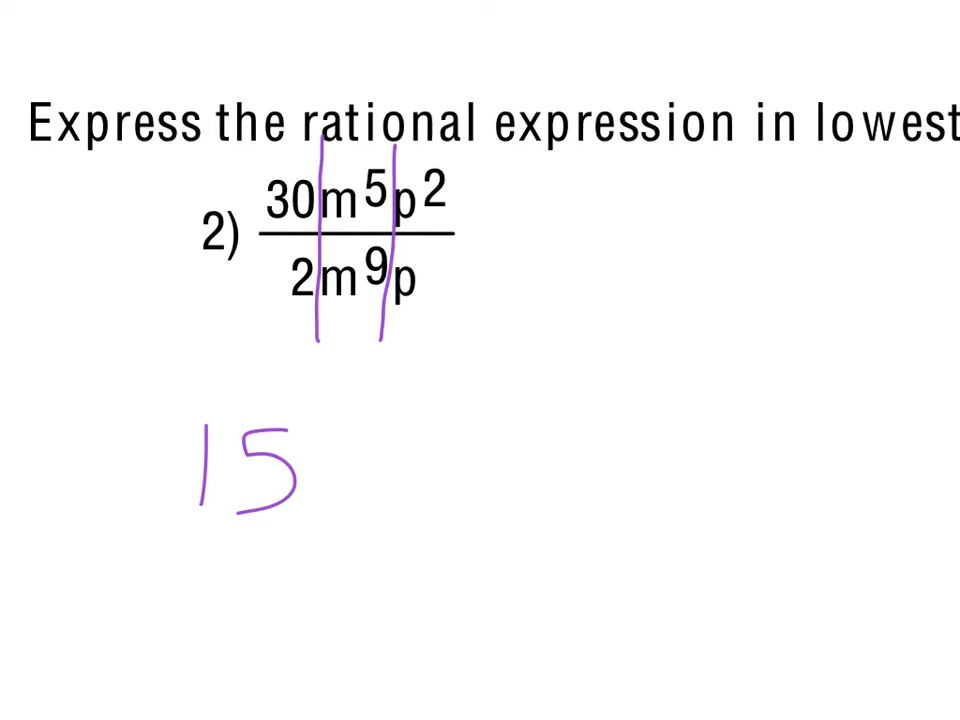 Express the rational expression in lowest
2) 30m⁵p²
2m⁹p
15